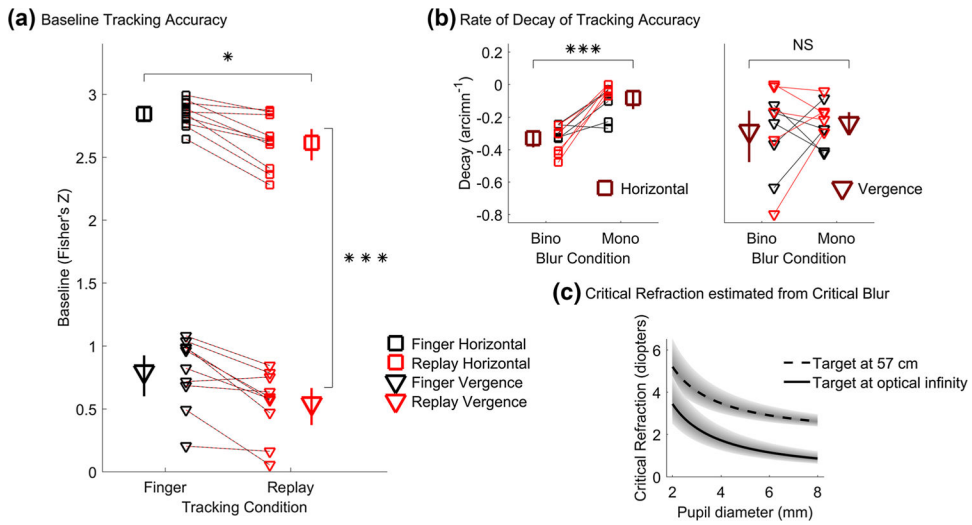 (a) Baseline Tracking Accuracy
*
3
2.5
2
1.5
1
0.5
0
Baseline (Fisher's Z)
* * *
Finger
Replay
Tracking Condition
Finger Horizontal
Replay Horizontal
Finger Vergence
Replay Vergence
(b) Rate of Decay of Tracking Accuracy
***
NS
0.2
0
-0.2
-0.4
-0.6
-0.8
Decay (arcimn⁻¹)
Horizontal
Vergence
Bino
Mono
Blur Condition
Bino
Mono
Blur Condition
(c) Critical Refraction estimated from Critical Blur
Critical Refraction (diopters)
6
4
2
0
Target at 57 cm
Target at optical infinity
2
4
6
8
Pupil diameter (mm)